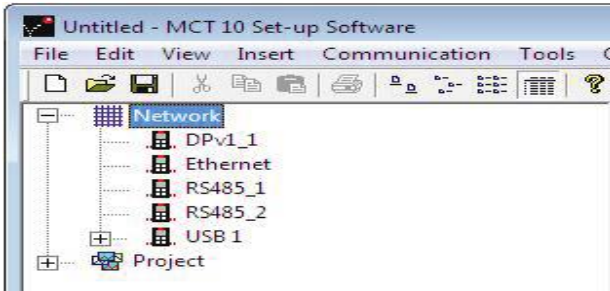 Untitled - MCT 10 Set-up Software
File Edit View Insert Communication Tools
Network
DPv1_1
Ethernet
RS485_1
RS485_2
USB 1
Project